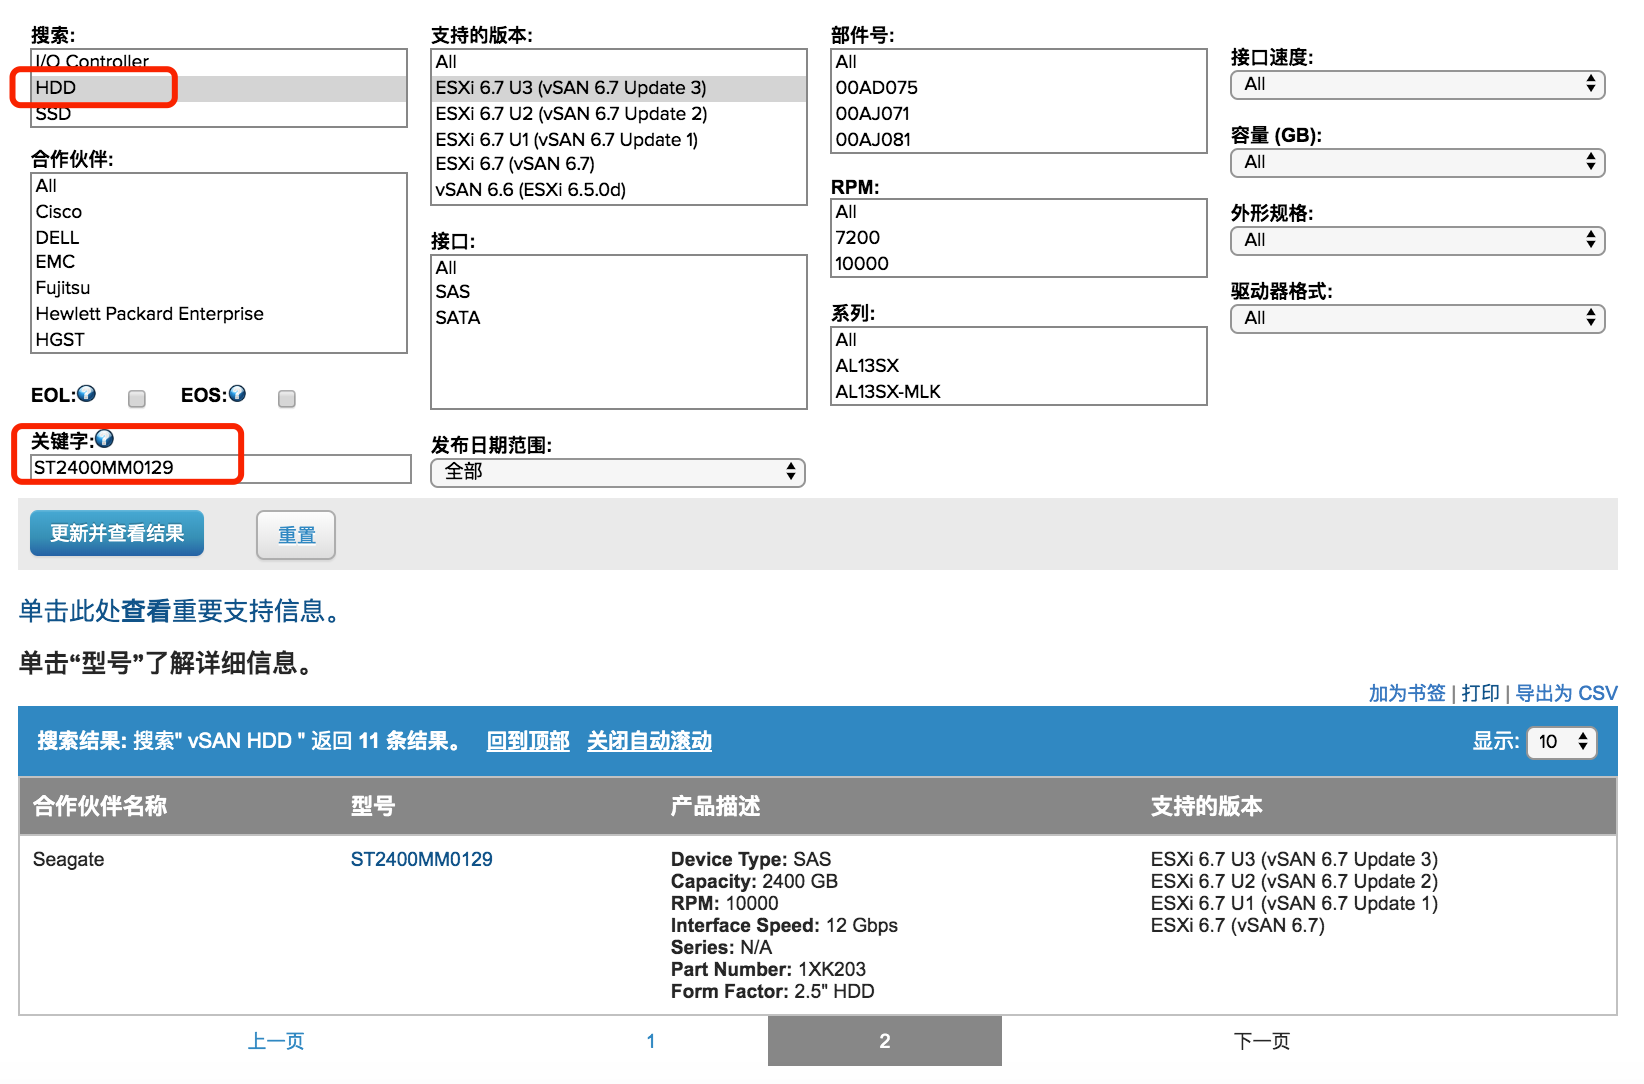 搜索:
I/O Controller
HDD
SSD
合作伙伴:
All
Cisco
DELL
EMC
Fujitsu
Hewlett Packard Enterprise
HGST
EOL:
EOS:
关键字:
ST2400MM0129
支持的版本:
All
ESXi 6.7 U3 (vSAN 6.7 Update 3)
ESXi 6.7 U2 (vSAN 6.7 Update 2)
ESXi 6.7 U1 (vSAN 6.7 Update 1)
ESXi 6.7 (vSAN 6.7)
vSAN 6.6 (ESXi 6.5.0d)
接口:
All
SAS
SATA
发布日期范围:
全部
部件号:
All
00AD075
00AJ071
00AJ081
RPM:
All
7200
10000
系列:
All
AL13SX
AL13SX-MLK
接口速度:
All
容量 (GB):
All
外形规格:
All
驱动器格式:
All
更新并查看结果
重置
单击此处查看重要支持信息。
单击“型号”了解详细信息。
加为书签 | 打印 | 导出为 CSV
搜索结果: 搜索" vSAN HDD " 返回 11 条结果。 回到顶部 关闭自动滚动
显示: 10
合作伙伴名称 型号 产品描述 支持的版本
Seagate
ST2400MM0129
Device Type: SAS
Capacity: 2400 GB
RPM: 10000
Interface Speed: 12 Gbps
Series: N/A
Part Number: 1XK203
Form Factor: 2.5" HDD
ESXi 6.7 U3 (vSAN 6.7 Update 3)
ESXi 6.7 U2 (vSAN 6.7 Update 2)
ESXi 6.7 U1 (vSAN 6.7 Update 1)
ESXi 6.7 (vSAN 6.7)
上一页 1 2 下一页